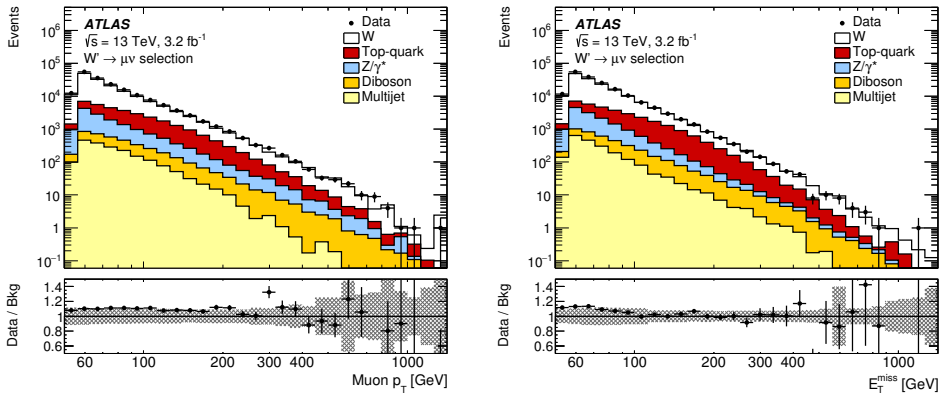 Events
10⁶
10⁵
10⁴
10³
10²
10
1
10⁻¹
ATLAS
√s = 13 TeV, 3.2 fb⁻¹
W' → μν selection
Data
W
Top-quark
Z/γ*
Diboson
Multijet
Data / Bkg
1.4
1.2
1
0.8
0.6
60 100 200 300 400 1000
Muon p_T [GeV]
Events
10⁶
10⁵
10⁴
10³
10²
10
1
10⁻¹
ATLAS
√s = 13 TeV, 3.2 fb⁻¹
W' → μν selection
Data
W
Top-quark
Z/γ*
Diboson
Multijet
Data / Bkg
1.4
1.2
1
0.8
0.6
60 100 200 300 400 1000
E_T^miss [GeV]